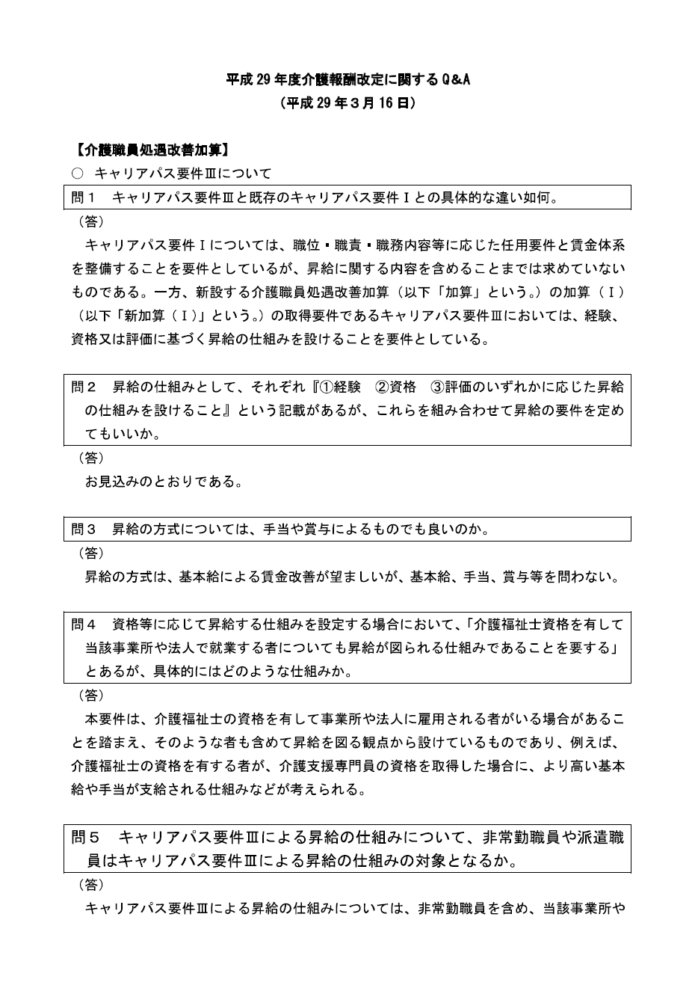 平成 29 年度介護報酬改定に関するＱ＆Ａ
（平成 29 年３月 16 日）
【介護職員処遇改善加算】
○　キャリアパス要件Ⅲについて
問１　キャリアパス要件Ⅲと既存のキャリアパス要件Ⅰとの具体的な違い如何。
（答）
キャリアパス要件Ⅰについては、職位・職責・職務内容等に応じた任用要件と賃金体系
を整備することを要件としているが、昇給に関する内容を含めることまでは求めていない
ものである。一方、新設する介護職員処遇改善加算（以下「加算」という。）の加算（Ⅰ）
（以下「新加算（Ⅰ）」という。）の取得要件であるキャリアパス要件Ⅲにおいては、経験、
資格又は評価に基づく昇給の仕組みを設けることを要件としている。
問２　昇給の仕組みとして、それぞれ『①経験　②資格　③評価のいずれかに応じた昇給
の仕組みを設けること』という記載があるが、これらを組み合わせて昇給の要件を定め
てもいいか。
（答）
お見込みのとおりである。
問３　昇給の方式については、手当や賞与によるものでも良いのか。
（答）
昇給の方式は、基本給による賃金改善が望ましいが、基本給、手当、賞与等を問わない。
問４　資格等に応じて昇給する仕組みを設定する場合において、「介護福祉士資格を有して
当該事業所や法人で就業する者についても昇給が図られる仕組みであることを要する」
とあるが、具体的にはどのような仕組みか。
（答）
本要件は、介護福祉士の資格を有して事業所や法人に雇用される者がいる場合があるこ
とを踏まえ、そのような者も含めて昇給を図る観点から設けているものであり、例えば、
介護福祉士の資格を有する者が、介護支援専門員の資格を取得した場合に、より高い基本
給や手当が支給される仕組みなどが考えられる。
問５　キャリアパス要件Ⅲによる昇給の仕組みについて、非常勤職員や派遣職
員はキャリアパス要件Ⅲによる昇給の仕組みの対象となるか。
（答）
キャリアパス要件Ⅲによる昇給の仕組みについては、非常勤職員を含め、当該事業所や